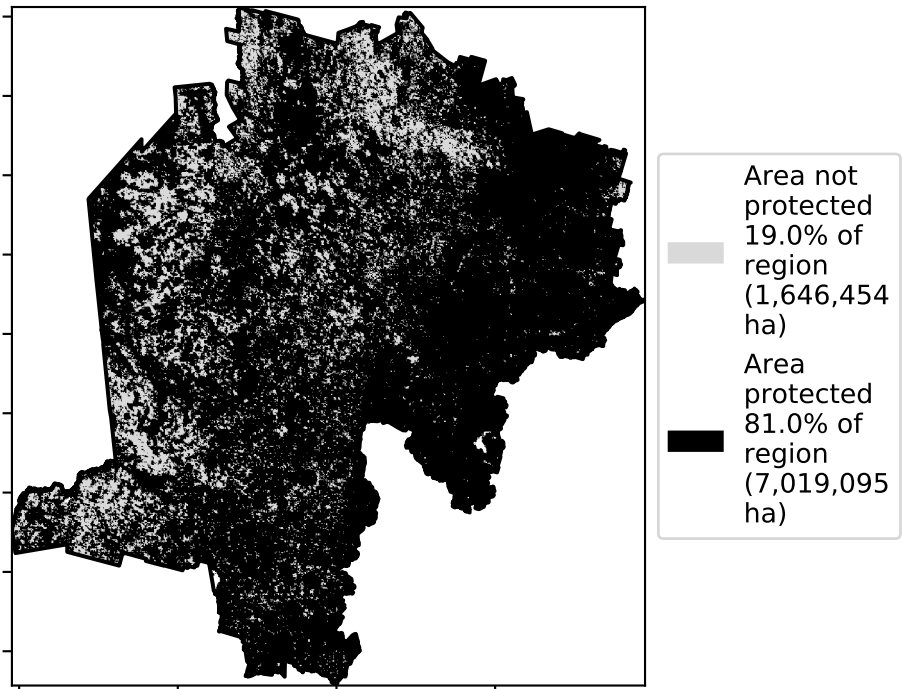 Area not
protected
19.0% of
region
(1,646,454
ha)
Area
protected
81.0% of
region
(7,019,095
ha)